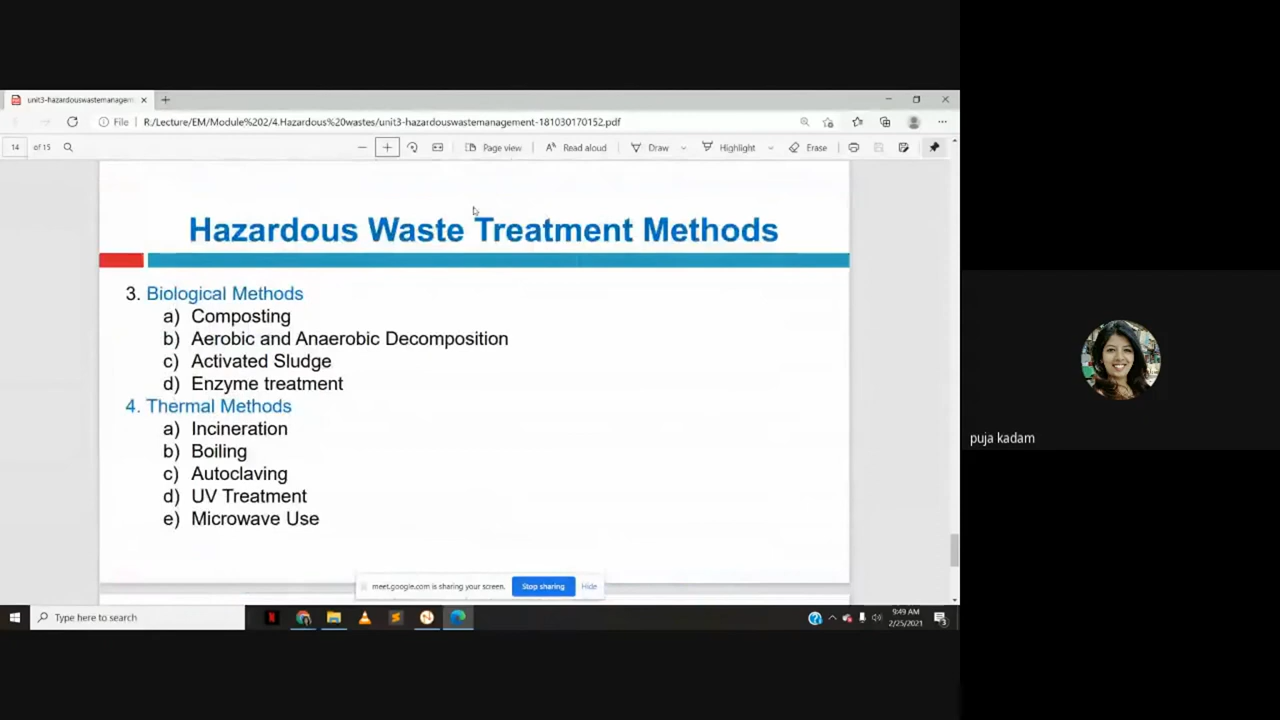 unit3-hazardouswastemanagem
File
R:/Lecture/EM/Module%202/4.Hazardous%20wastes/unit3-hazardouswastemanagement-181030170152.pdf
14 of 15
Page view
Read aloud
Draw
Highlight
Erase
Hazardous Waste Treatment Methods
3. Biological Methods
a) Composting
b) Aerobic and Anaerobic Decomposition
c) Activated Sludge
d) Enzyme treatment
4. Thermal Methods
a) Incineration
b) Boiling
c) Autoclaving
d) UV Treatment
e) Microwave Use
puja kadam
meet.google.com is sharing your screen. Stop sharing Hide
Type here to search
9:49 AM
2/25/2021